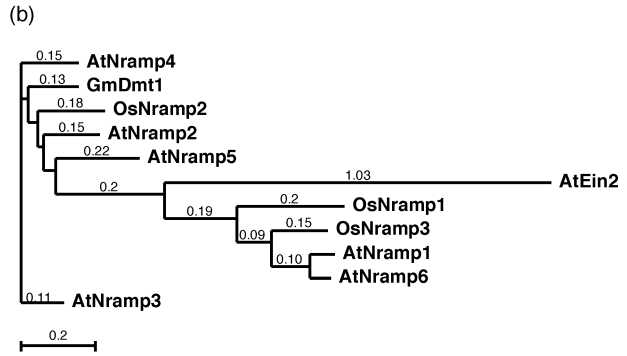 (b)
0.15 AtNramp4
0.13 GmDmt1
0.18 OsNramp2
0.15 AtNramp2
0.22 AtNramp5
1.03 AtEin2
0.2
0.2 OsNramp1
0.19
0.15 OsNramp3
0.09
AtNramp1
0.10
AtNramp6
0.11 AtNramp3
0.2